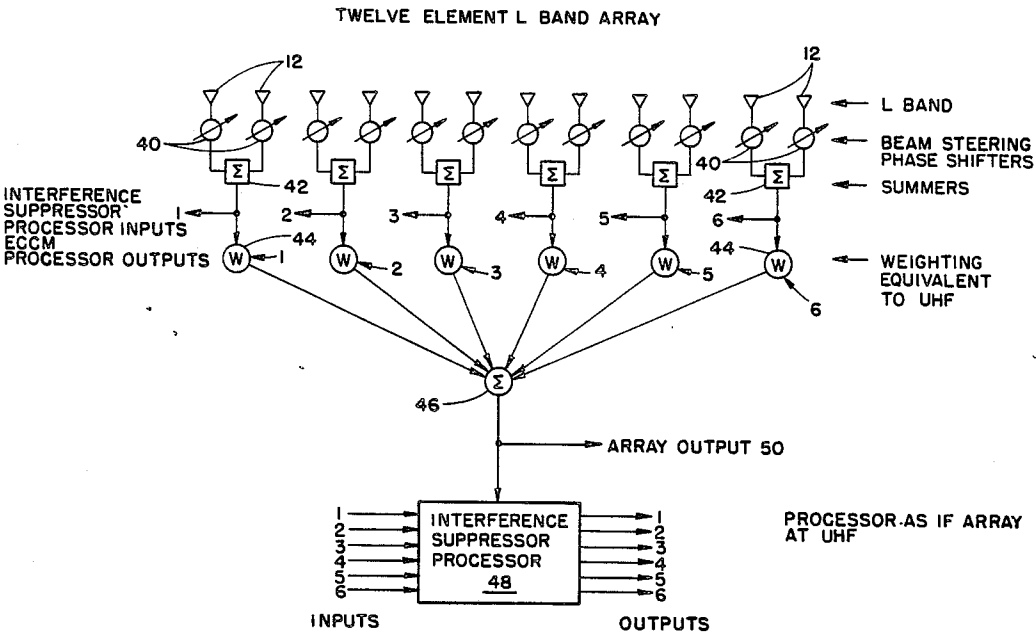 TWELVE ELEMENT L BAND ARRAY
12
12
L BAND
40
40
BEAM STEERING
PHASE SHIFTERS
Σ Σ Σ Σ Σ Σ
42
42
SUMMERS
INTERFERENCE
SUPPRESSOR
PROCESSOR INPUTS
ECCM
PROCESSOR OUTPUTS
1 2 3 4 5 6
44
44
W W W W W W
1 2 3 4 5 6
WEIGHTING
EQUIVALENT
TO UHF
Σ
46
ARRAY OUTPUT 50
1
2
3
4
5
6
INPUTS
INTERFERENCE
SUPPRESSOR
PROCESSOR
48
1
2
3
4
5
6
OUTPUTS
PROCESSOR AS IF ARRAY
AT UHF